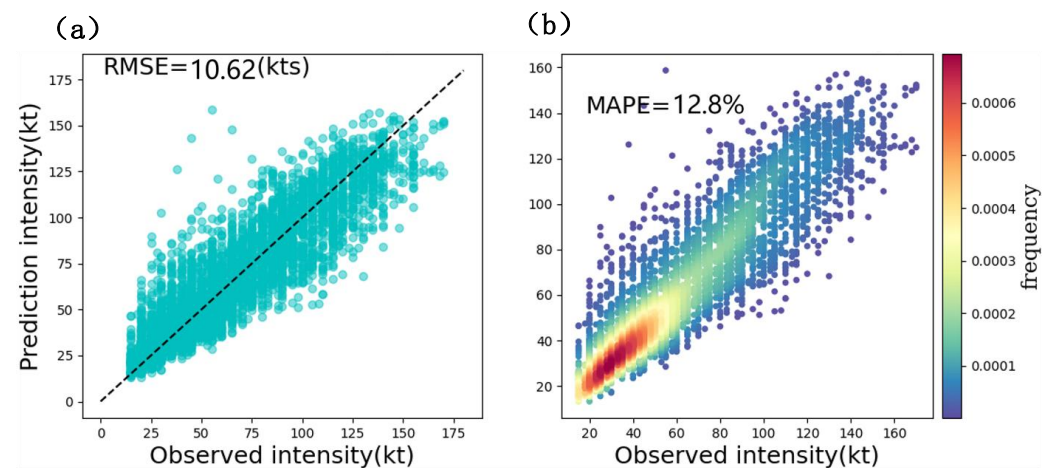 (a)
RMSE=10.62(kts)
Prediction intensity(kt)
175
150
125
100
75
50
25
0
0 25 50 75 100 125 150 175
Observed intensity(kt)
(b)
MAPE=12.8%
160
140
120
100
80
60
40
20
20 40 60 80 100 120 140 160
Observed intensity(kt)
0.0006
0.0005
0.0004
0.0003
0.0002
0.0001
frequency